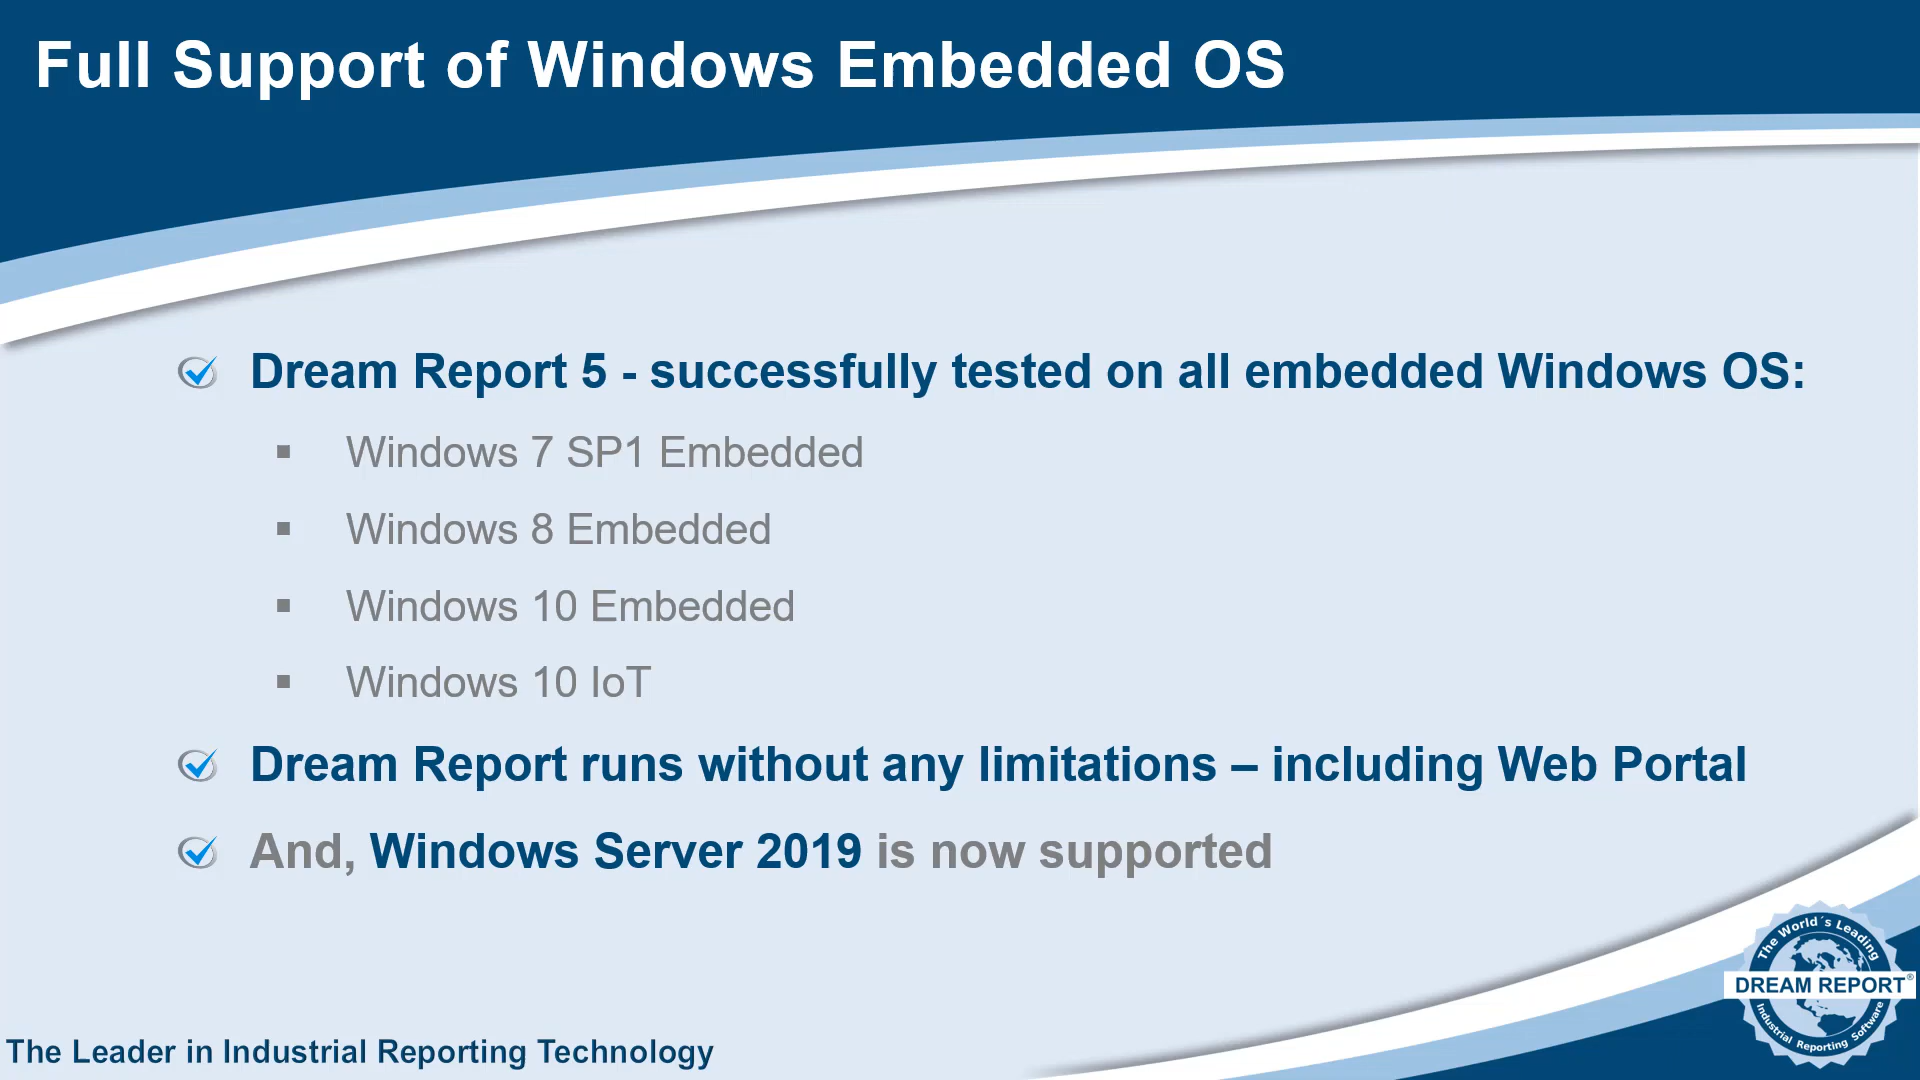 Full Support of Windows Embedded OS
Dream Report 5 - successfully tested on all embedded Windows OS:
▪ Windows 7 SP1 Embedded
▪ Windows 8 Embedded
▪ Windows 10 Embedded
▪ Windows 10 IoT
Dream Report runs without any limitations – including Web Portal
And, Windows Server 2019 is now supported
The World´s Leading
DREAM REPORT®
Industrial Reporting Software
The Leader in Industrial Reporting Technology